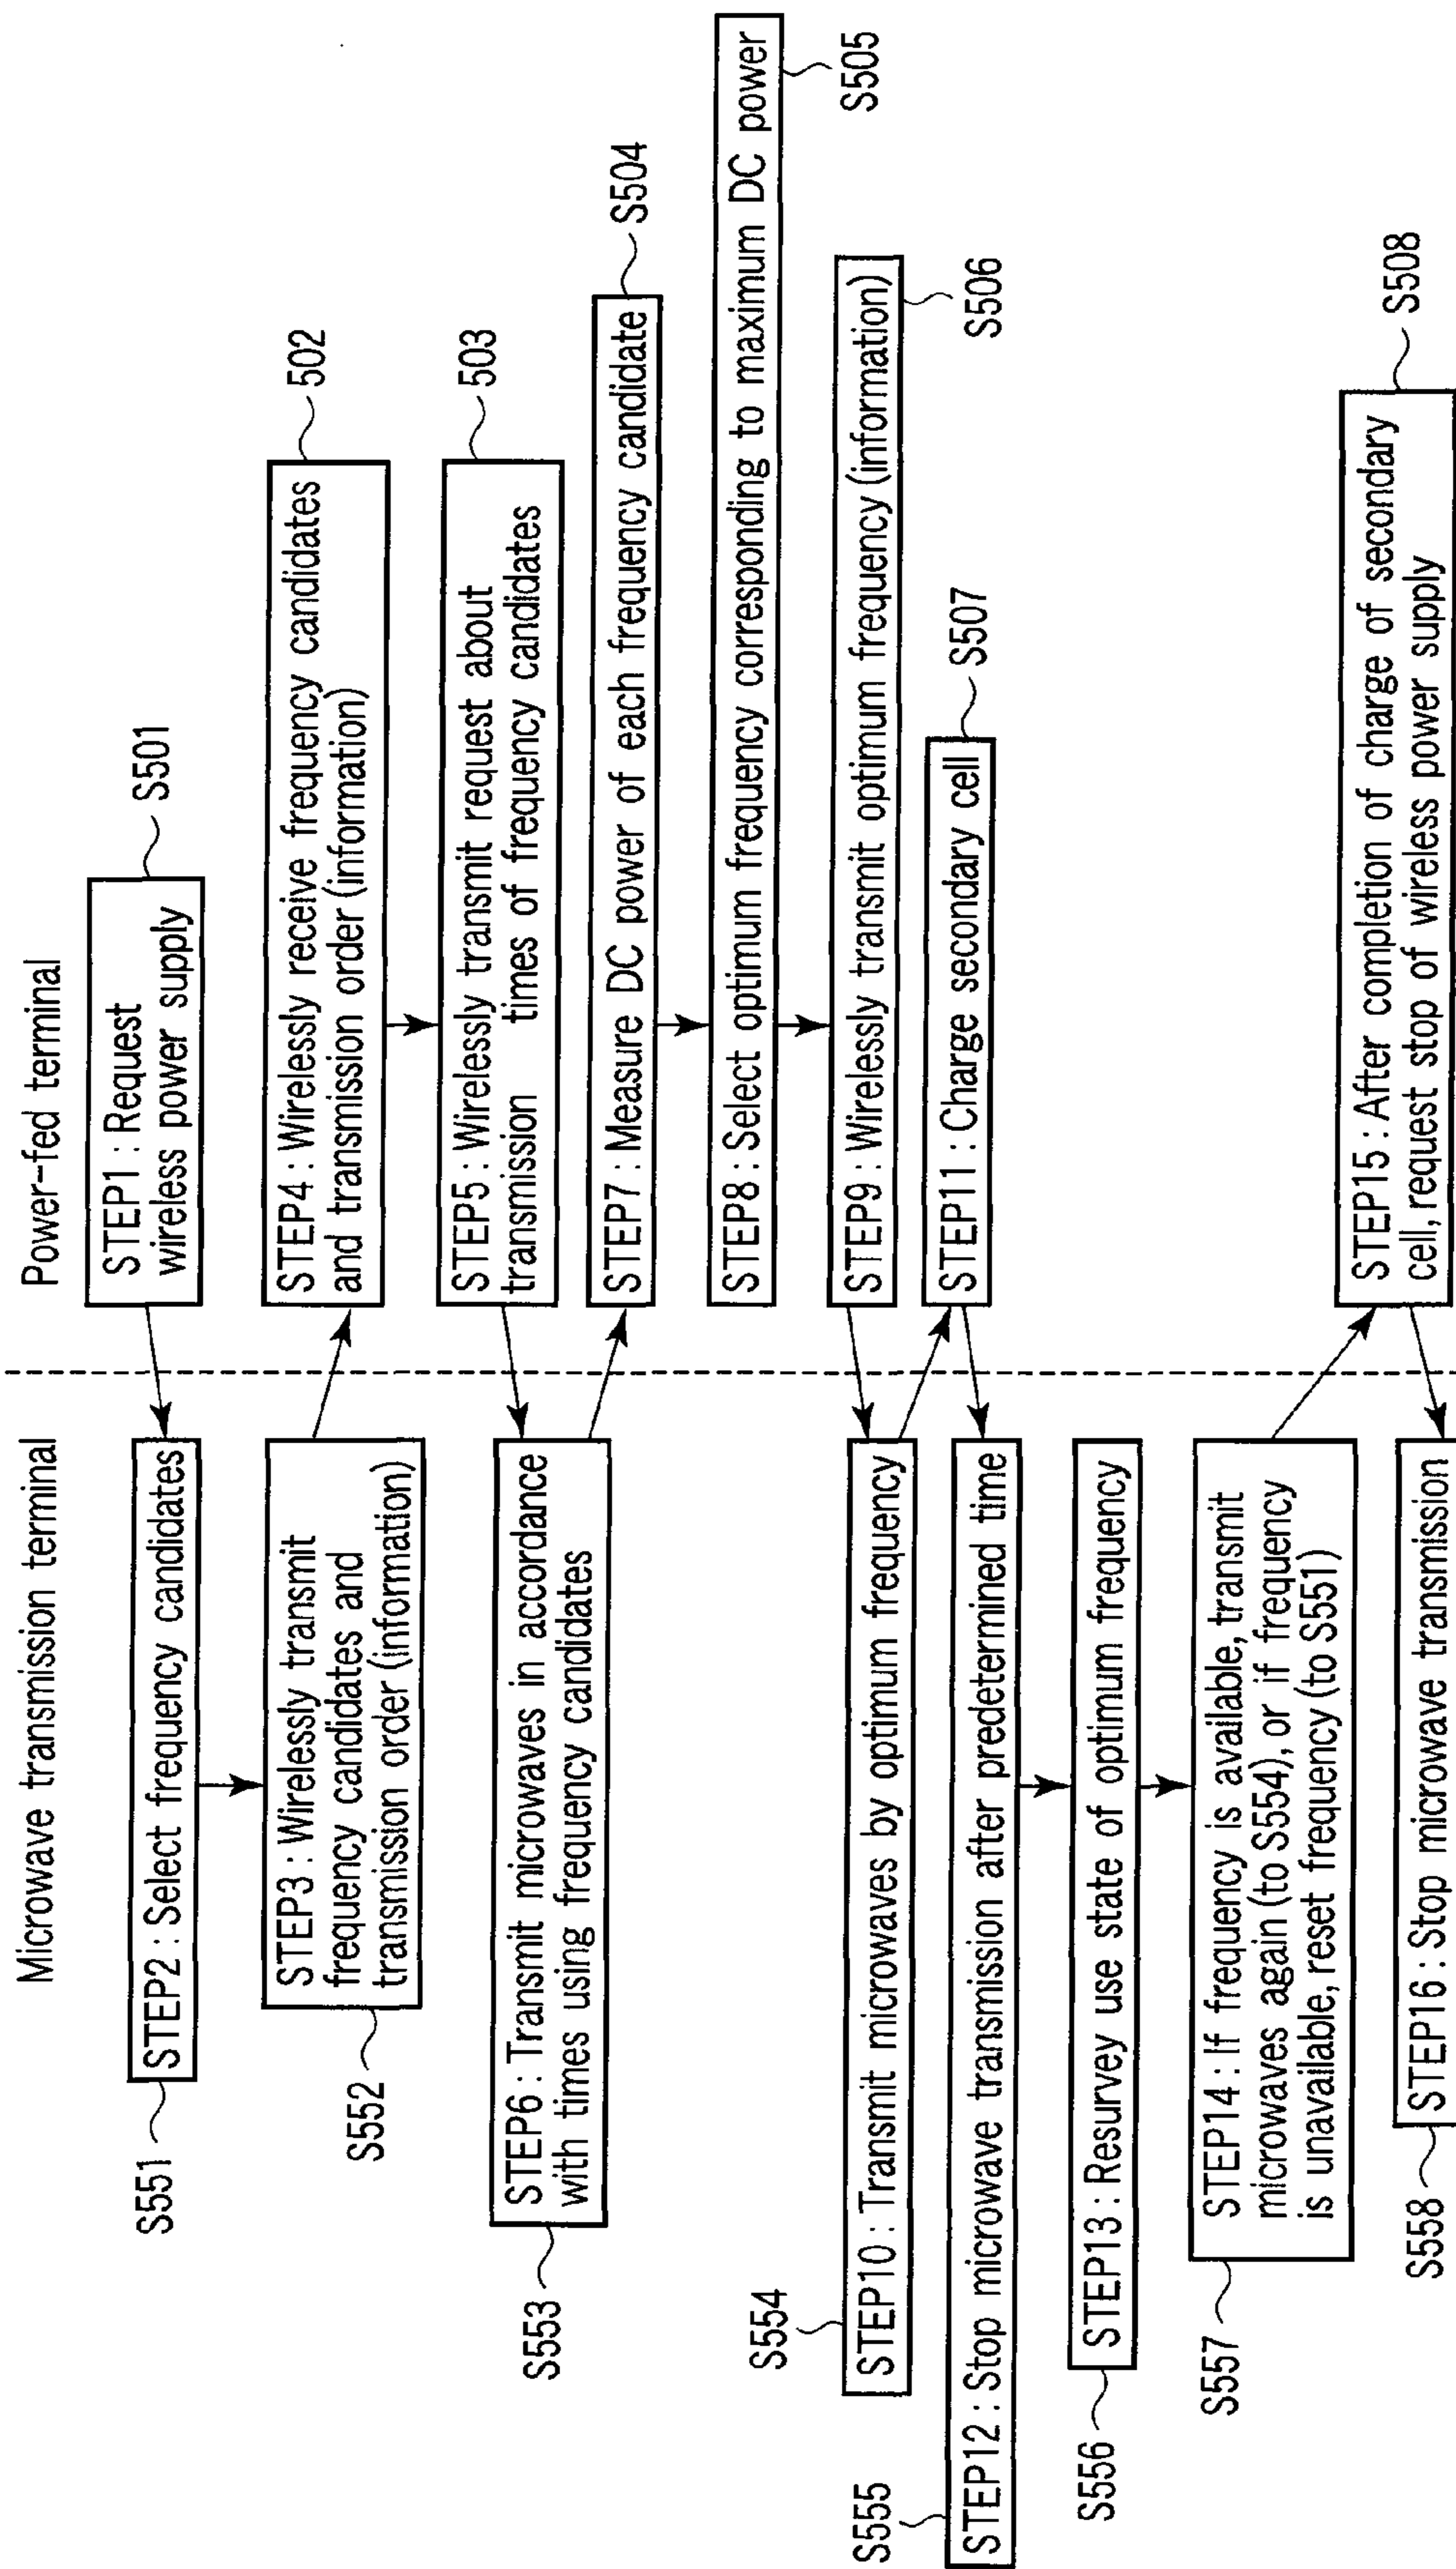 Microwave transmission terminal
Power-fed terminal
STEP1 : Request
wireless power supply
S501
S551
STEP2 : Select frequency candidates
STEP3 : Wirelessly transmit
frequency candidates and
transmission order (information)
S552
STEP4 : Wirelessly receive frequency candidates
and transmission order (information)
502
STEP5 : Wirelessly transmit request about
transmission times of frequency candidates
503
STEP6 : Transmit microwaves in accordance
with times using frequency candidates
S553
STEP7 : Measure DC power of each frequency candidate
S504
STEP8 : Select optimum frequency corresponding to maximum DC power
S505
STEP9 : Wirelessly transmit optimum frequency (information)
S506
S554
STEP10 : Transmit microwaves by optimum frequency
STEP11 : Charge secondary cell
S507
S555
STEP12 : Stop microwave transmission after predetermined time
S556
STEP13 : Resurvey use state of optimum frequency
S557
STEP14 : If frequency is available, transmit
microwaves again (to S554), or if frequency
is unavailable, reset frequency (to S551)
STEP15 : After completion of charge of secondary
cell, request stop of wireless power supply
S508
S558
STEP16 : Stop microwave transmission